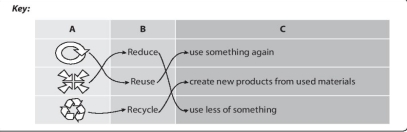 Key:
A B C
Reduce use something again
Reuse create new products from used materials
Recycle use less of something